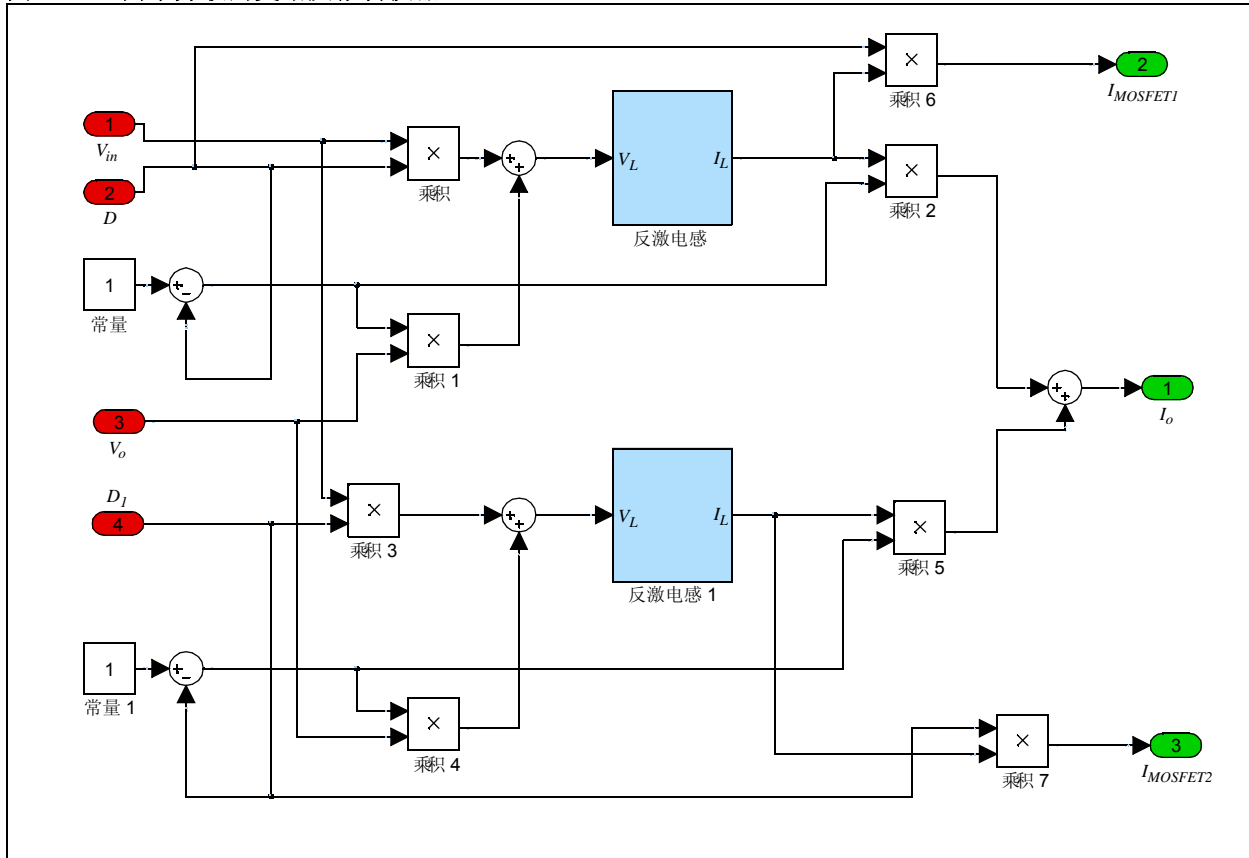 2
I_MOSFET1
乘积 6
1
V_in
2
D
×
乘积
+
+
V_L
I_L
反激电感
×
×
乘积 2
1
常量
+
−
×
乘积 1
3
V_o
+
+
1
I_o
D_1
4
×
乘积 3
+
+
V_L
I_L
反激电感 1
×
乘积 5
1
常量 1
+
−
×
乘积 4
×
乘积 7
3
I_MOSFET2